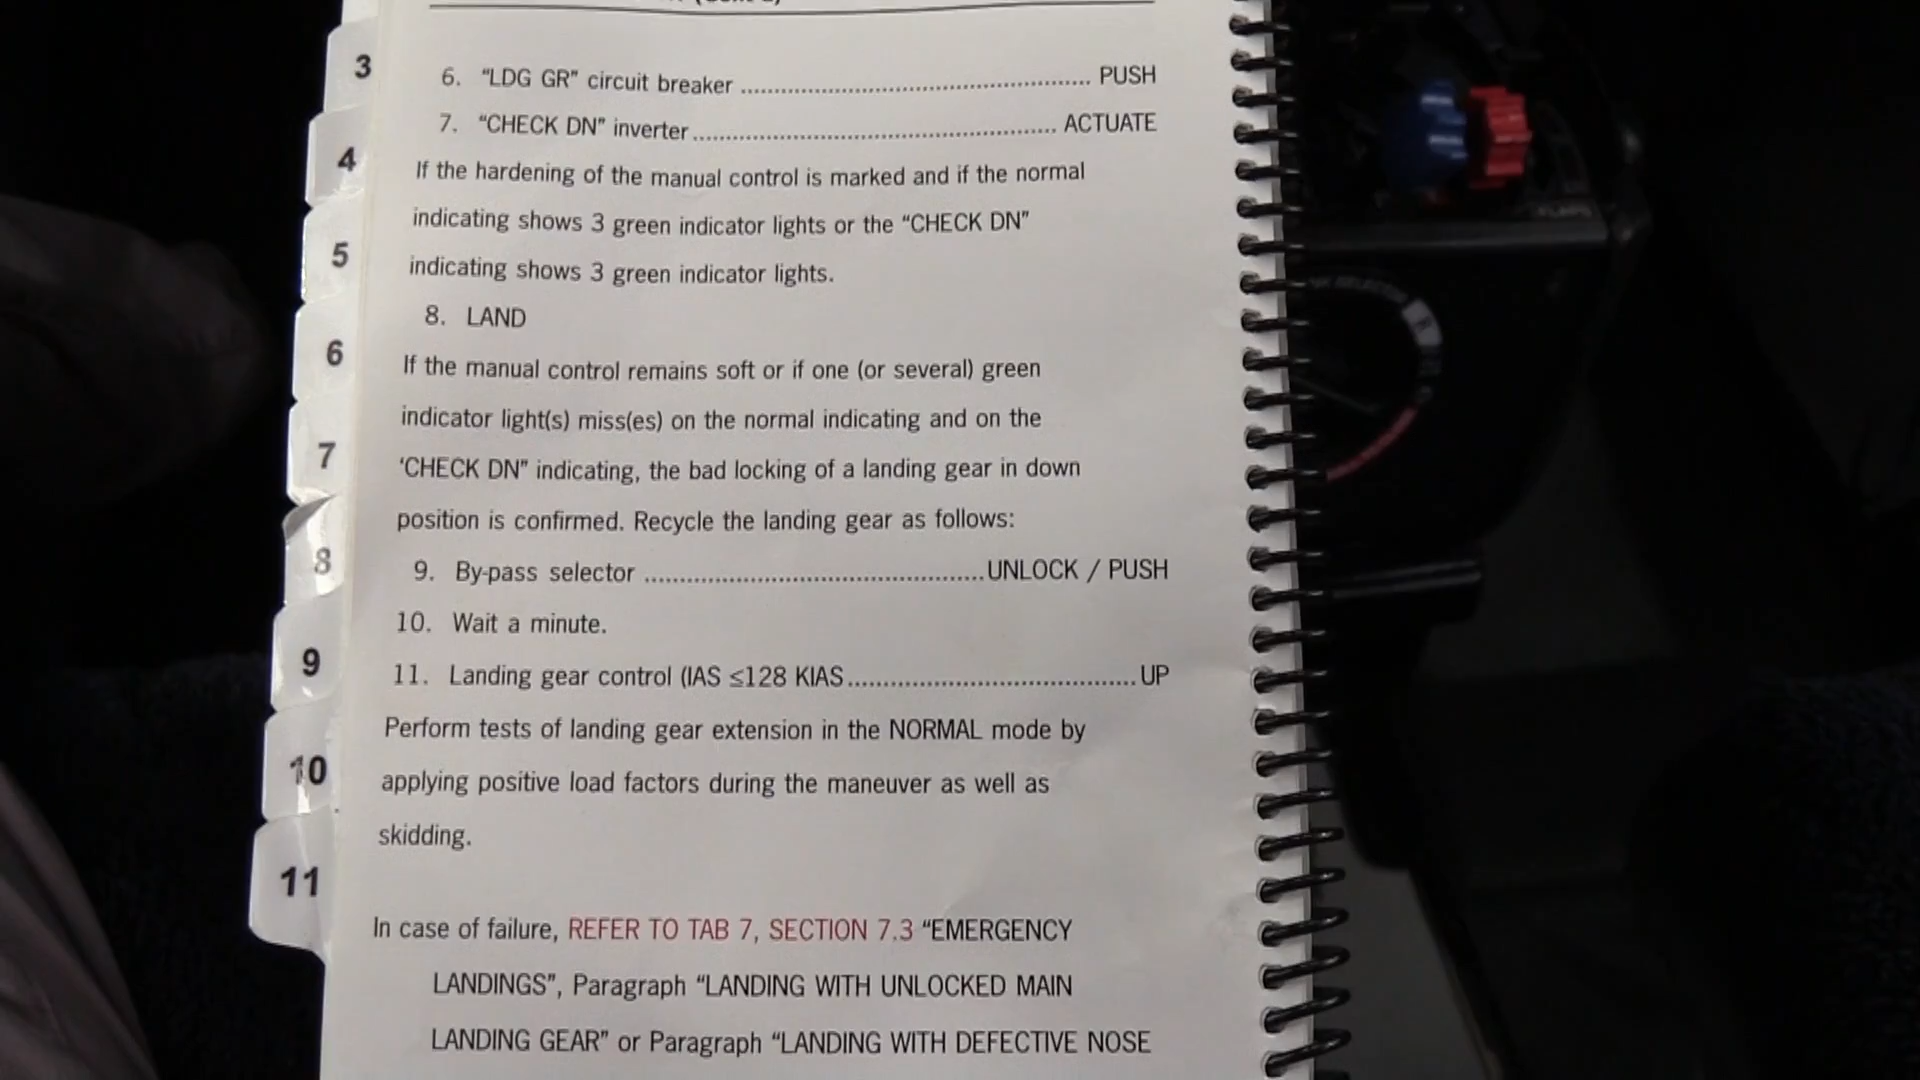 3
6. "LDG GR" circuit breaker .................................................. PUSH
7. "CHECK DN" inverter .................................................... ACTUATE
4
If the hardening of the manual control is marked and if the normal
indicating shows 3 green indicator lights or the "CHECK DN"
5
indicating shows 3 green indicator lights.
8. LAND
6
If the manual control remains soft or if one (or several) green
indicator light(s) miss(es) on the normal indicating and on the
7
'CHECK DN" indicating, the bad locking of a landing gear in down
position is confirmed. Recycle the landing gear as follows:
8
9. By-pass selector ................................................ UNLOCK / PUSH
10. Wait a minute.
9
11. Landing gear control (IAS ≤128 KIAS ......................................... UP
Perform tests of landing gear extension in the NORMAL mode by
10
applying positive load factors during the maneuver as well as
skidding.
11
In case of failure, REFER TO TAB 7, SECTION 7.3 "EMERGENCY
LANDINGS", Paragraph "LANDING WITH UNLOCKED MAIN
LANDING GEAR" or Paragraph "LANDING WITH DEFECTIVE NOSE